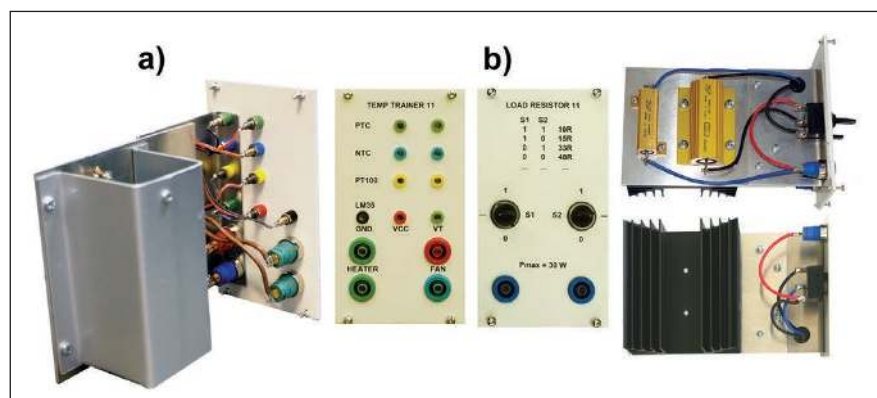 a)
b)
TEMP TRAINER 11
PTC
NTC
PT100
LM35
GND VCC VT
HEATER FAN
LOAD RESISTOR 11
S1 S2
1 1 10R
1 0 15R
0 1 33R
0 0 48R
1 1
S1 S2
0 0
Pmax = 30 W